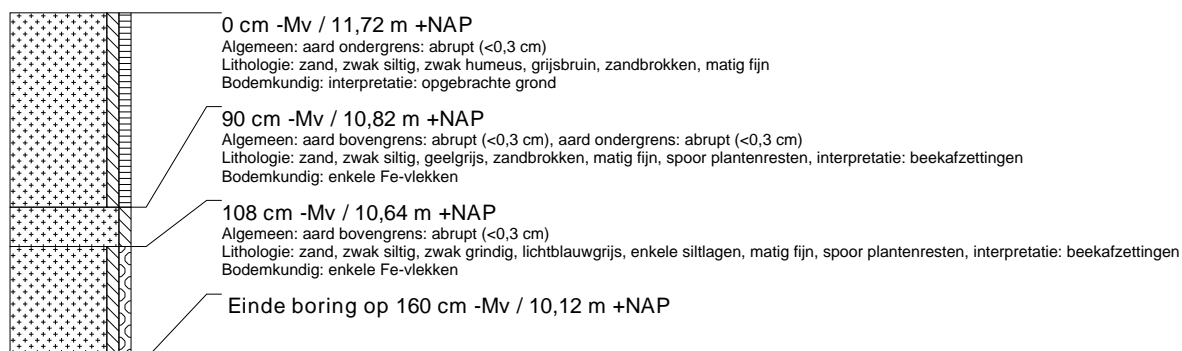 0 cm -Mv / 11,72 m +NAP
Algemeen: aard ondergrens: abrupt (<0,3 cm)
Lithologie: zand, zwak siltig, zwak humeus, grijsbruin, zandbrokken, matig fijn
Bodemkundig: interpretatie: opgebrachte grond
90 cm -Mv / 10,82 m +NAP
Algemeen: aard bovengrens: abrupt (<0,3 cm), aard ondergrens: abrupt (<0,3 cm)
Lithologie: zand, zwak siltig, geelgrijs, zandbrokken, matig fijn, spoor plantenresten, interpretatie: beekafzettingen
Bodemkundig: enkele Fe-vlekken
108 cm -Mv / 10,64 m +NAP
Algemeen: aard bovengrens: abrupt (<0,3 cm)
Lithologie: zand, zwak siltig, zwak grindig, lichtblauwgrijs, enkele siltlagen, matig fijn, spoor plantenresten, interpretatie: beekafzettingen
Bodemkundig: enkele Fe-vlekken
Einde boring op 160 cm -Mv / 10,12 m +NAP